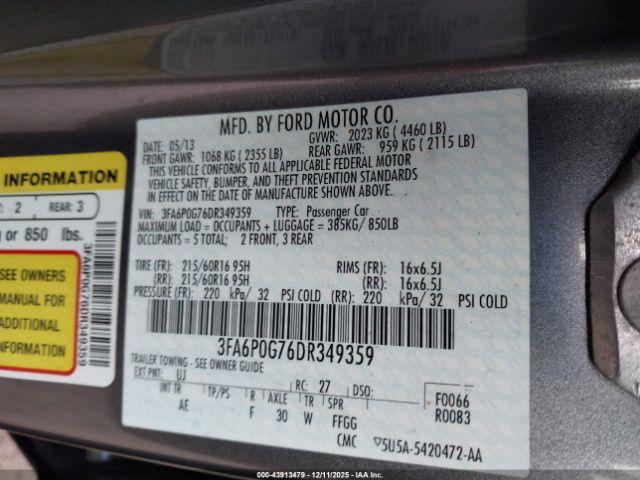 MFD. BY FORD MOTOR CO.
DATE: 05/13 GVWR: 2023 KG ( 4460 LB)
FRONT GAWR: 1068 KG ( 2355 LB) REAR GAWR: 959 KG ( 2115 LB)
THIS VEHICLE CONFORMS TO ALL APPLICABLE FEDERAL MOTOR
VEHICLE SAFETY, BUMPER, AND THEFT PREVENTION STANDARDS
IN EFFECT ON THE DATE OF MANUFACTURE SHOWN ABOVE.
VIN: 3FA6P0G76DR349359 TYPE: Passenger Car
MAXIMUM LOAD = OCCUPANTS + LUGGAGE = 385KG/ 850LB
OCCUPANTS = 5 TOTAL; 2 FRONT, 3 REAR
TIRE (FR): 215/60R16 95H RIMS (FR): 16x6.5J
(RR): 215/60R16 95H (RR): 16x6.5J
PRESSURE (FR): 220 kPa/ 32 PSI COLD (RR): 220 kPa/ 32 PSI COLD
3FA6P0G76DR349359
TRAILER TOWING - SEE OWNER GUIDE
EXT PNT: UJ RC: 27 DSO: F0066
INT TR TP/PS R AXLE TR SPR R0083
AE F 30 W FFGG
CMC ▽5U5A-5420472-AA
INFORMATION
: 2 REAR: 3
g or 850 lbs.
SEE OWNERS
MANUAL FOR
ADDITIONAL
INFORMATION
3FA6P0G76DR349359
000-43913479 - 12/11/2025 - IAAI.COM